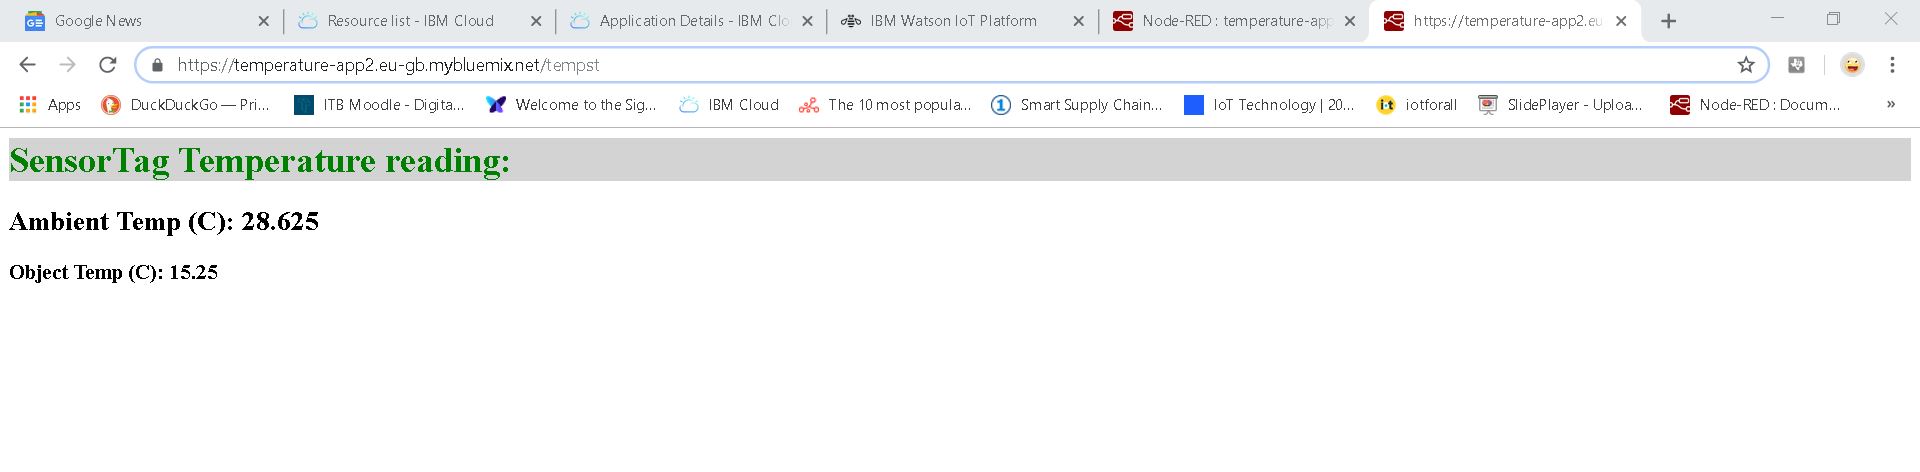 Google News
Resource list - IBM Cloud
Application Details - IBM Clo
IBM Watson IoT Platform
Node-RED : temperature-app
https://temperature-app2.eu
https://temperature-app2.eu-gb.mybluemix.net/tempst
Apps
DuckDuckGo — Pri...
ITB Moodle - Digita...
Welcome to the Sig...
IBM Cloud
The 10 most popula...
Smart Supply Chain...
IoT Technology | 20...
iotforall
SlidePlayer - Uploa...
Node-RED : Docum...
»
SensorTag Temperature reading:
Ambient Temp (C): 28.625
Object Temp (C): 15.25